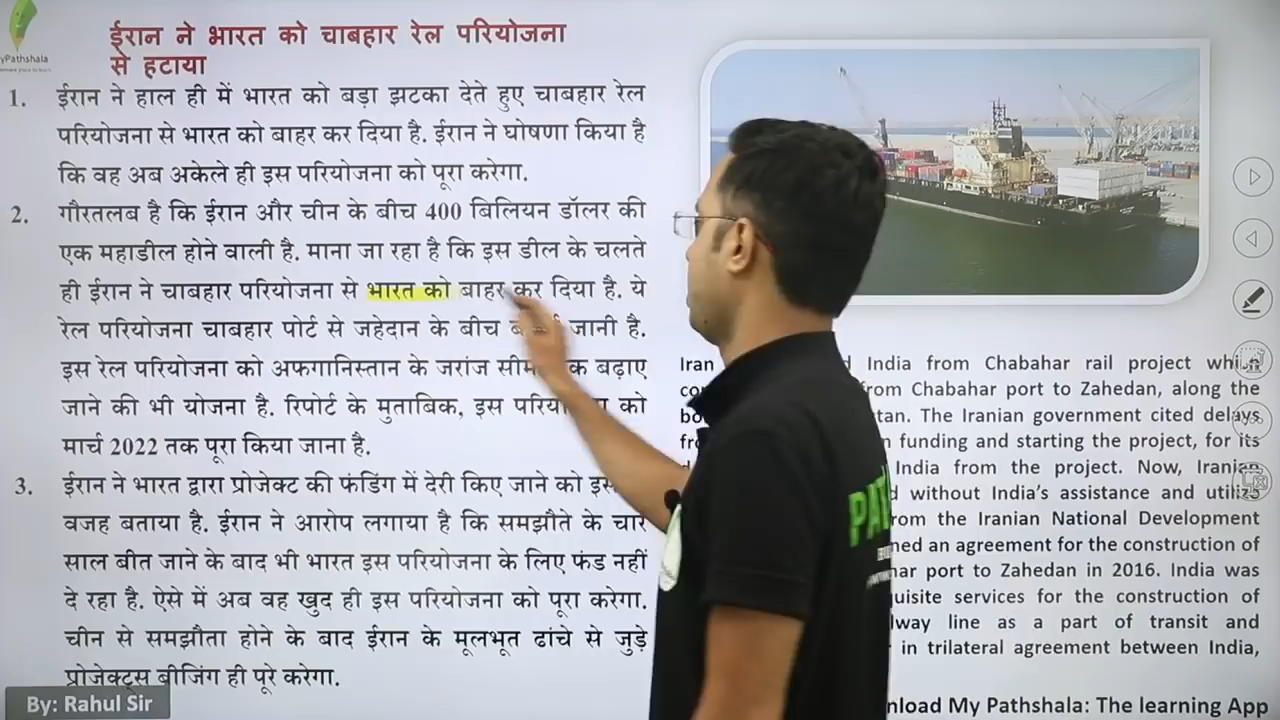 yPathshala
ईरान ने भारत को चाबहार रेल परियोजना
से हटाया
1. ईरान ने हाल ही में भारत को बड़ा झटका देते हुए चाबहार रेल
परियोजना से भारत को बाहर कर दिया है. ईरान ने घोषणा किया है
कि वह अब अकेले ही इस परियोजना को पूरा करेगा.
2. गौरतलब है कि ईरान और चीन के बीच 400 बिलियन डॉलर की
एक महाडील होने वाली है. माना जा रहा है कि इस डील के चलते
ही ईरान ने चाबहार परियोजना से भारत को बाहर कर दिया है. ये
रेल परियोजना चाबहार पोर्ट से जहेदान के बीच जानी है.
इस रेल परियोजना को अफगानिस्तान के जरांज बढ़ाए
जाने की भी योजना है. रिपोर्ट के मुताबिक, इस को
मार्च 2022 तक पूरा किया जाना है.
3. ईरान ने भारत द्वारा प्रोजेक्ट की फंडिंग में देरी किए जाने को
वजह बताया है. ईरान ने आरोप लगाया है कि समझौते के चार
साल बीत जाने के बाद भी भारत इस परियोजना के लिए फंड नहीं
दे रहा है. ऐसे में अब वह खुद ही इस परियोजना को पूरा करेगा.
चीन से समझौता होने के बाद ईरान के मूलभूत ढांचे से जुड़े
प्रोजेक्ट्स बीजिंग ही पूरे करेगा.
Iran India from Chabahar rail project which
from Chabahar port to Zahedan, along the
The Iranian government cited delays
funding and starting the project, for its
India from the project. Now, Iranian
without India's assistance and utilize
from the Iranian National Development
an agreement for the construction of
port to Zahedan in 2016. India was
services for the construction of
line as a part of transit and
in trilateral agreement between India,
My Pathshala: The learning App
By: Rahul Sir